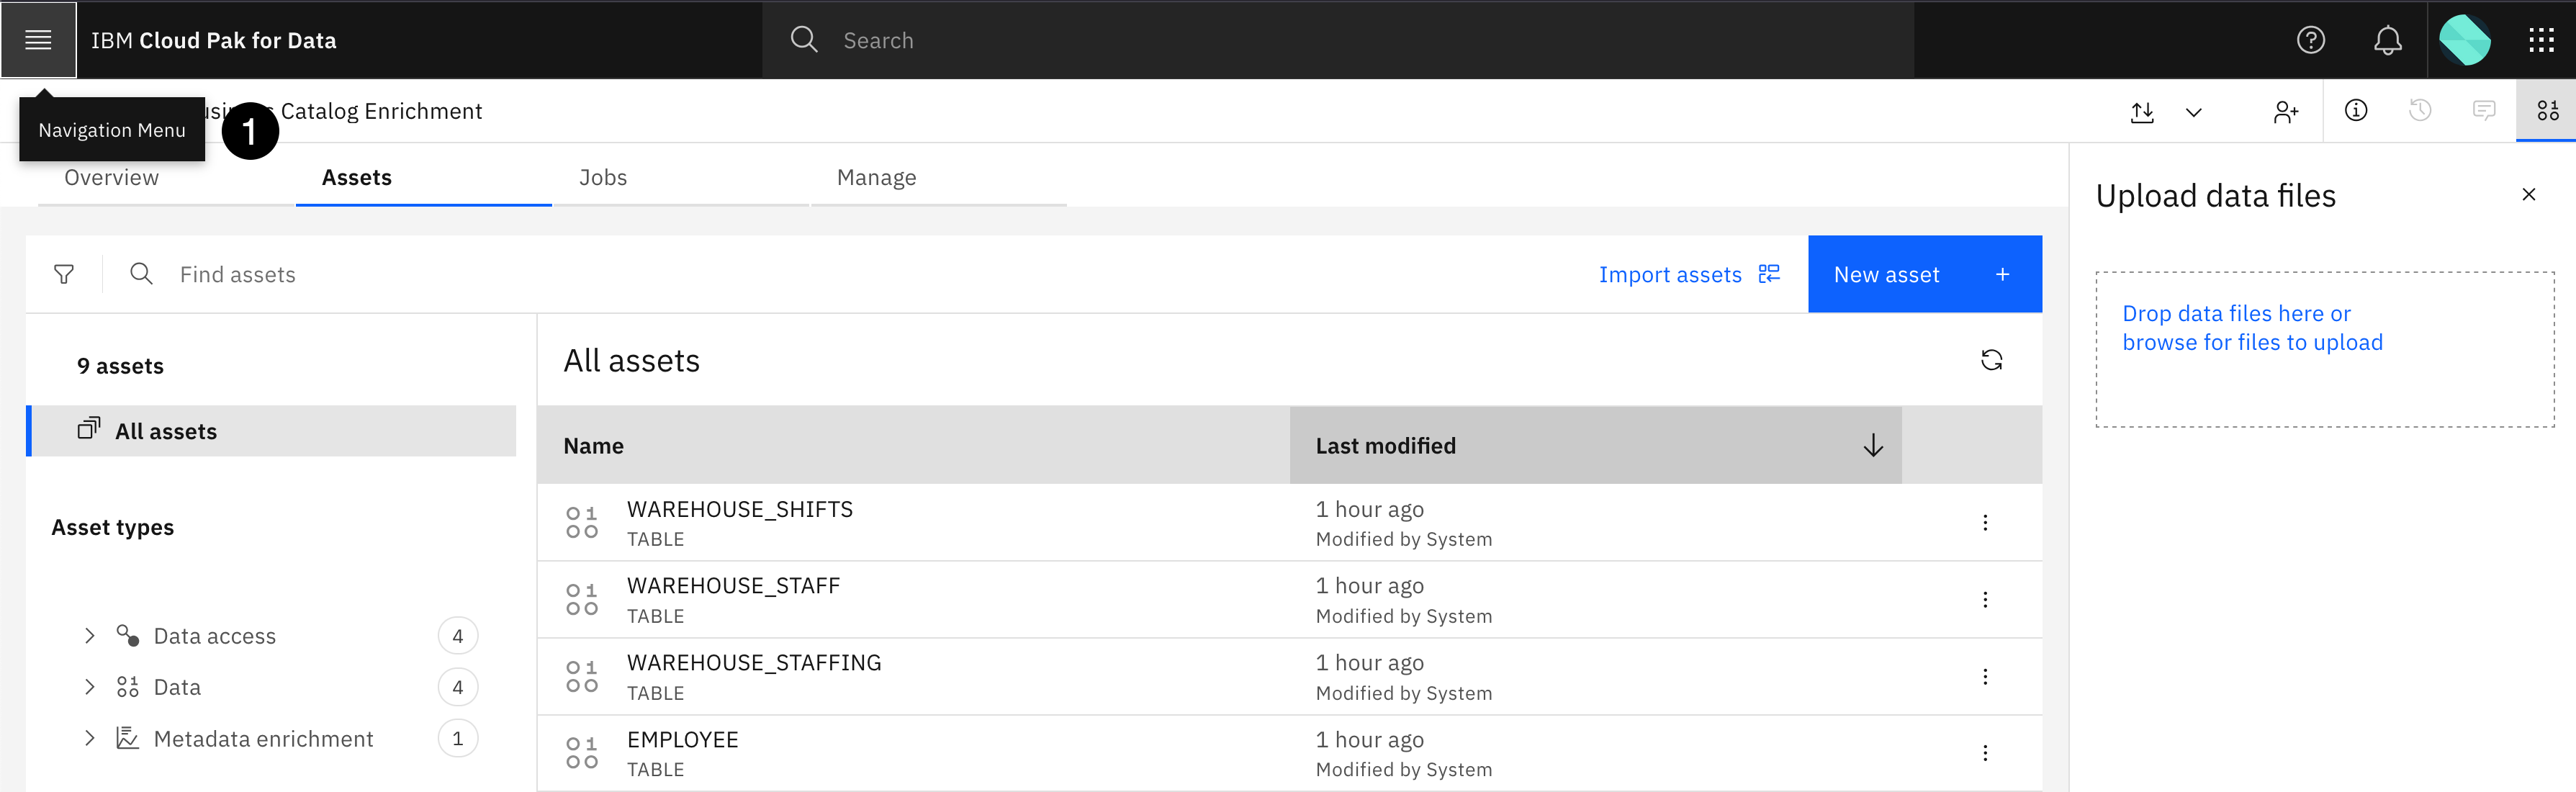 IBM Cloud Pak for Data
Search
Navigation Menu
1
Catalog Enrichment
Overview
Assets
Jobs
Manage
Find assets
Import assets
New asset +
9 assets
All assets
Asset types
Data access 4
Data 4
Metadata enrichment 1
All assets
Name
Last modified
WAREHOUSE_SHIFTS
TABLE
1 hour ago
Modified by System
WAREHOUSE_STAFF
TABLE
1 hour ago
Modified by System
WAREHOUSE_STAFFING
TABLE
1 hour ago
Modified by System
EMPLOYEE
TABLE
1 hour ago
Modified by System
Upload data files
Drop data files here or
browse for files to upload